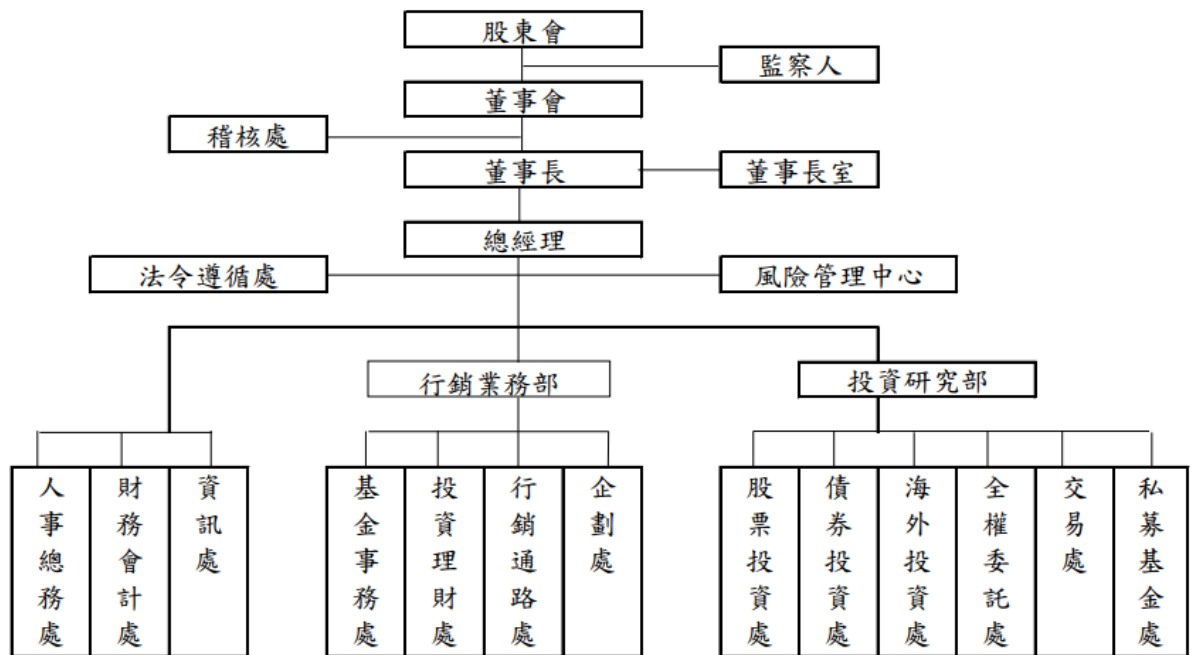 股東會
監察人
董事會
稽核處
董事長
董事長室
總經理
法令遵循處
風險管理中心
行銷業務部
投資研究部
人事總務處
財務會計處
資訊處
基金事務處
投資理財處
行銷通路處
企劃處
股票投資處
債券投資處
海外投資處
全權委託處
交易處
私募基金處